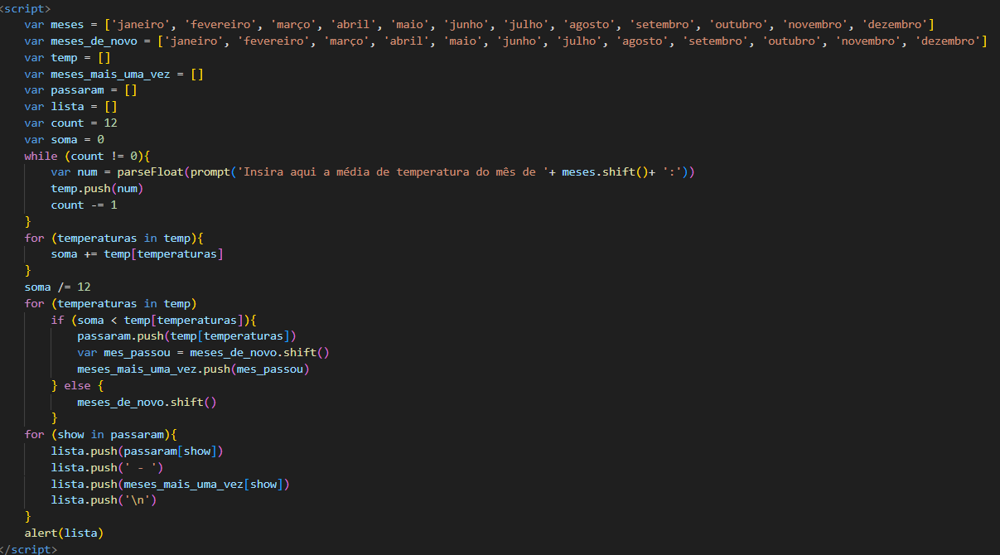 <script>
var meses = ['janeiro', 'fevereiro', 'março', 'abril', 'maio', 'junho', 'julho', 'agosto', 'setembro', 'outubro', 'novembro', 'dezembro']
var meses_de_novo = ['janeiro', 'fevereiro', 'março', 'abril', 'maio', 'junho', 'julho', 'agosto', 'setembro', 'outubro', 'novembro', 'dezembro']
var temp = []
var meses_mais_uma_vez = []
var passaram = []
var lista = []
var count = 12
var soma = 0
while (count != 0){
var num = parseFloat(prompt('Insira aqui a média de temperatura do mês de '+ meses.shift()+ ':'))
temp.push(num)
count -= 1
}
for (temperaturas in temp){
soma += temp[temperaturas]
}
soma /= 12
for (temperaturas in temp)
if (soma < temp[temperaturas]){
passaram.push(temp[temperaturas])
var mes_passou = meses_de_novo.shift()
meses_mais_uma_vez.push(mes_passou)
} else {
meses_de_novo.shift()
}
for (show in passaram){
lista.push(passaram[show])
lista.push(' - ')
lista.push(meses_mais_uma_vez[show])
lista.push('\n')
}
alert(lista)
</script>